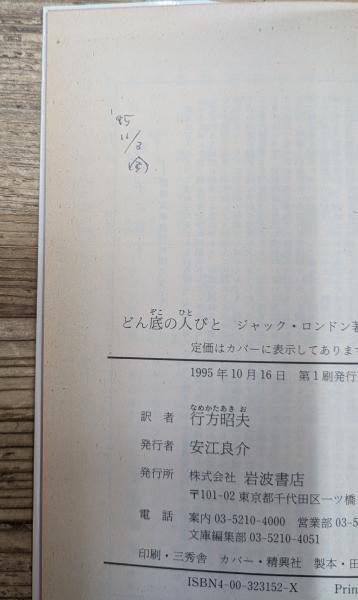 '95
11/3
㊎
どん底の人びと ジャック・ロンドン著
定価はカバーに表示してあります
1995年10月16日 第1刷発行
訳者 行方昭夫
発行者 安江良介
発行所 株式会社 岩波書店
〒101-02 東京都千代田区一ツ橋
電話 案内 03-5210-4000 営業部 03-5
文庫編集部 03-5210-4051
印刷・三秀舎 カバー・精興社 製本・田
ISBN4-00-323152-X Prin